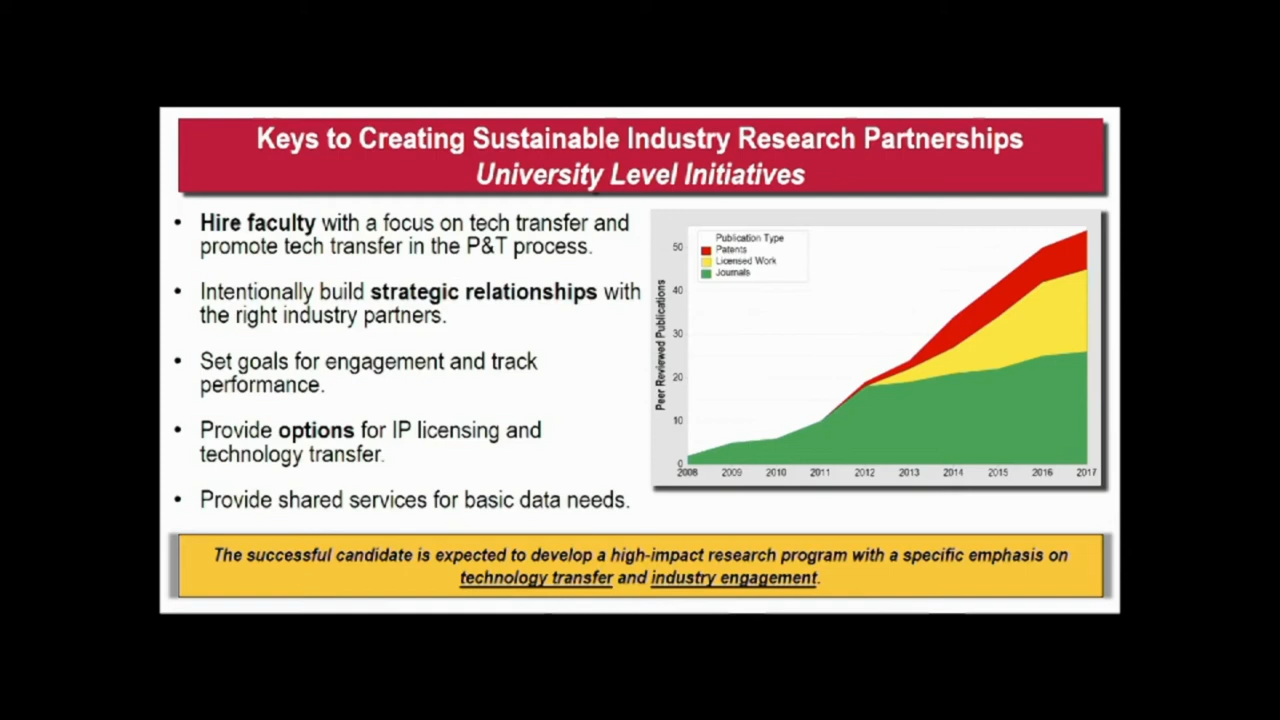 Keys to Creating Sustainable Industry Research Partnerships
University Level Initiatives
• Hire faculty with a focus on tech transfer and
promote tech transfer in the P&T process.
• Intentionally build strategic relationships with
the right industry partners.
• Set goals for engagement and track
performance.
• Provide options for IP licensing and
technology transfer.
• Provide shared services for basic data needs.
Publication Type
Patents
Licensed Work
Journals
Peer Reviewed Publications
50
40
30
20
10
0
2008 2009 2010 2011 2012 2013 2014 2015 2016 2017
The successful candidate is expected to develop a high-impact research program with a specific emphasis on
technology transfer and industry engagement.